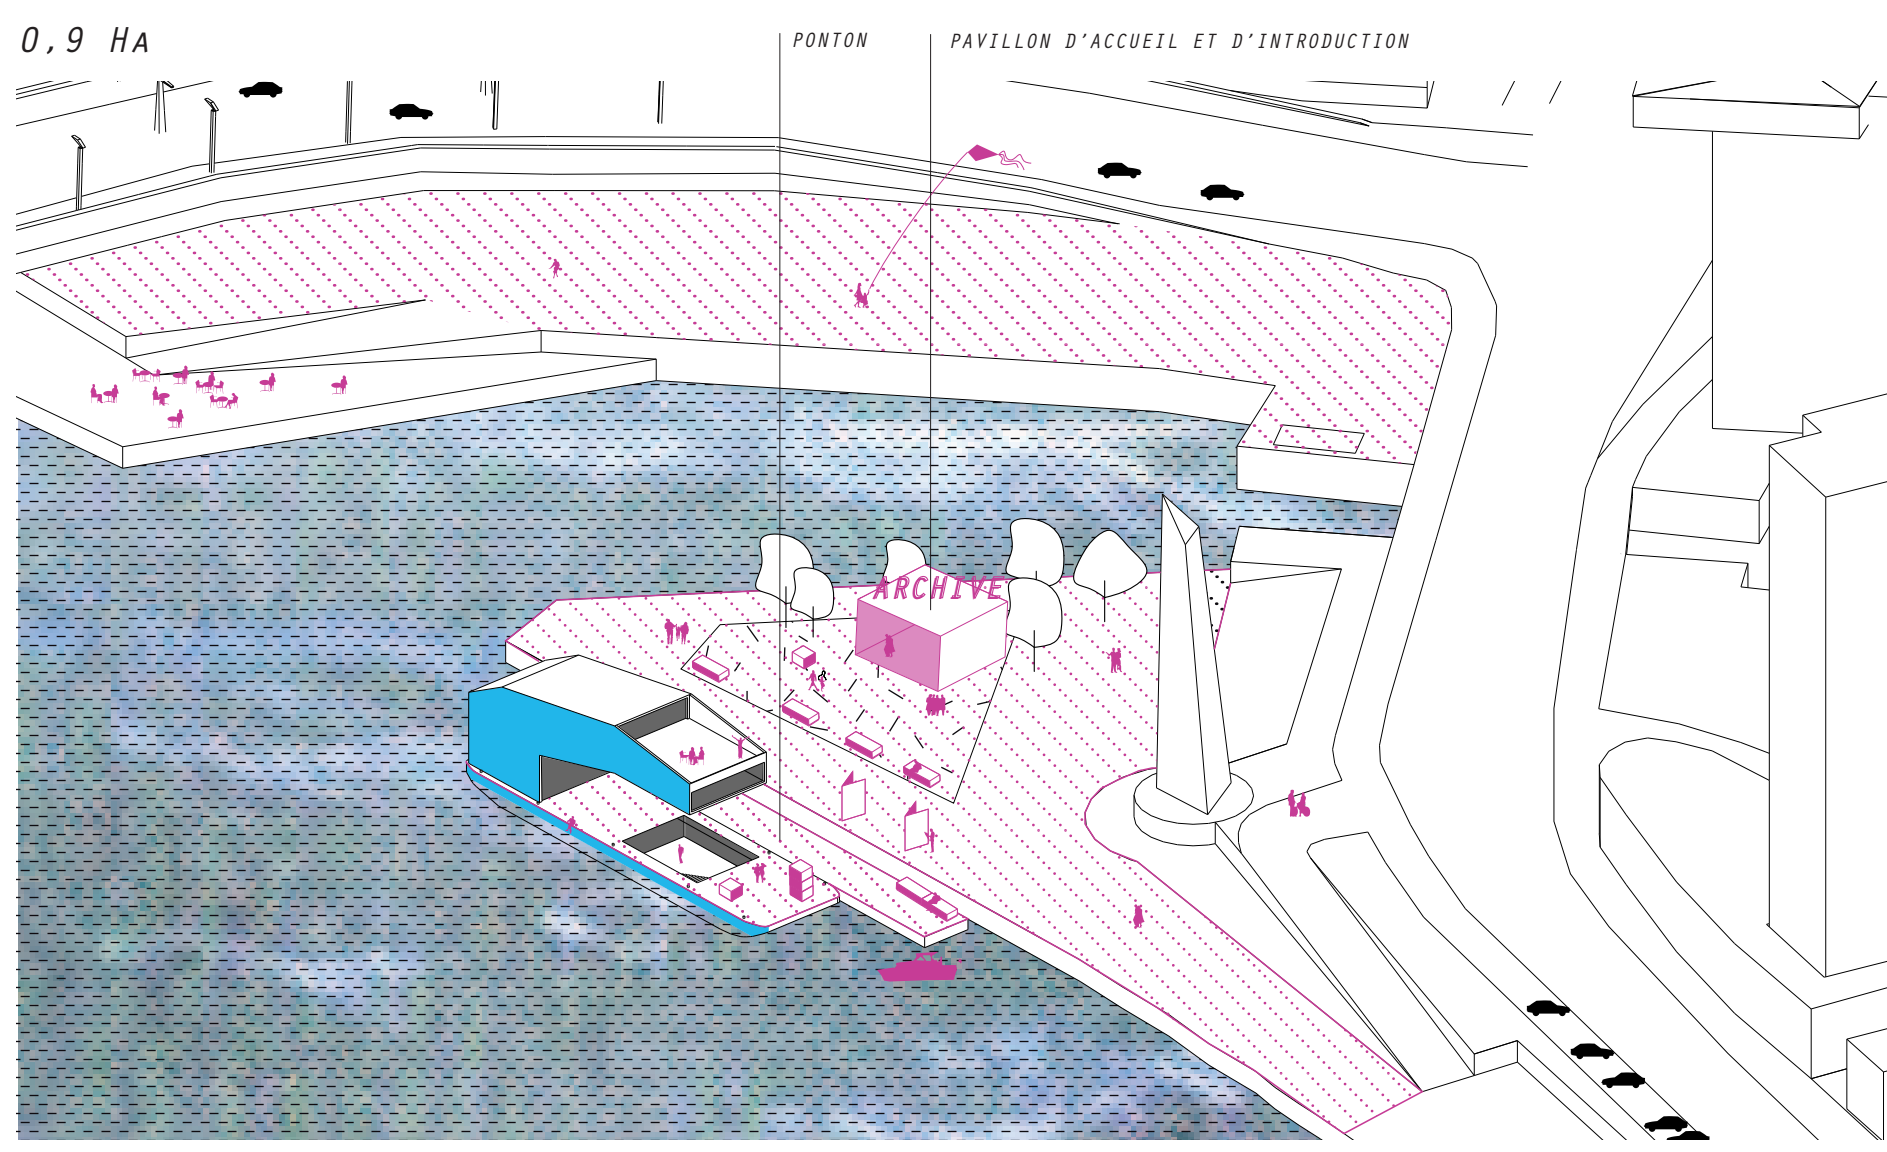 0,9 HA
PONTON
PAVILLON D'ACCUEIL ET D'INTRODUCTION
ARCHIVE